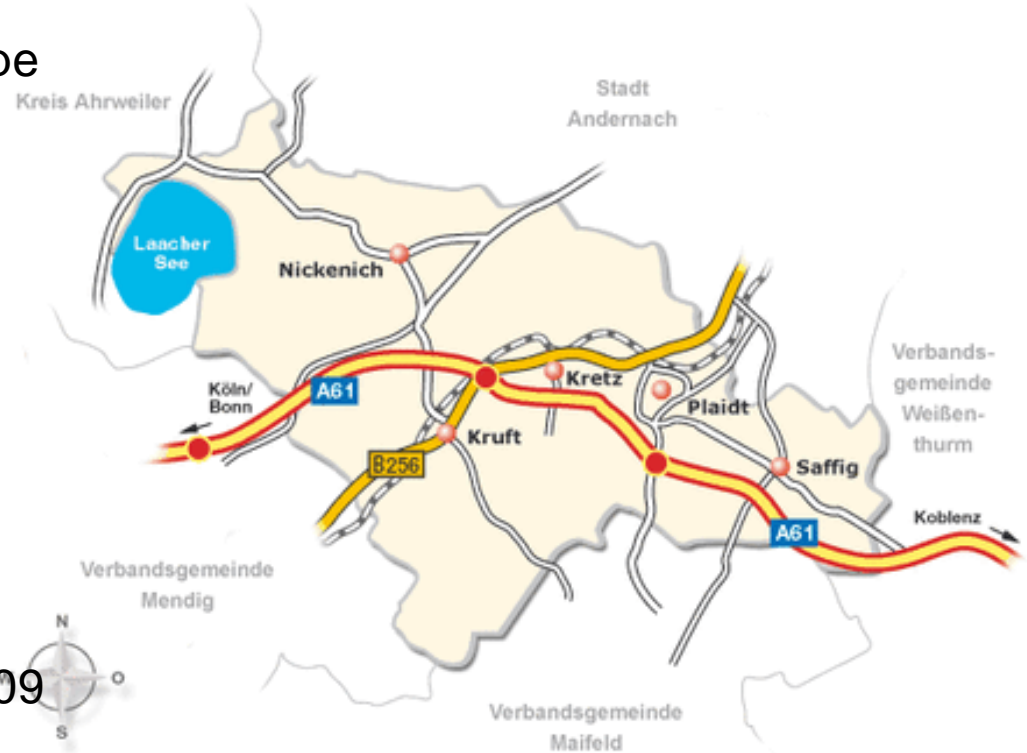 oe
Kreis Ahrweiler
Stadt
Andernach
Laacher
See
Nickenich
Verbands-
gemeinde
Weißen-
thurm
Köln/
Bonn
A61
Kretz
Plaidt
Kruft
B256
Saffig
A61
Koblenz
Verbandsgemeinde
Mendig
N
O
09
S
Verbandsgemeinde
Maifeld